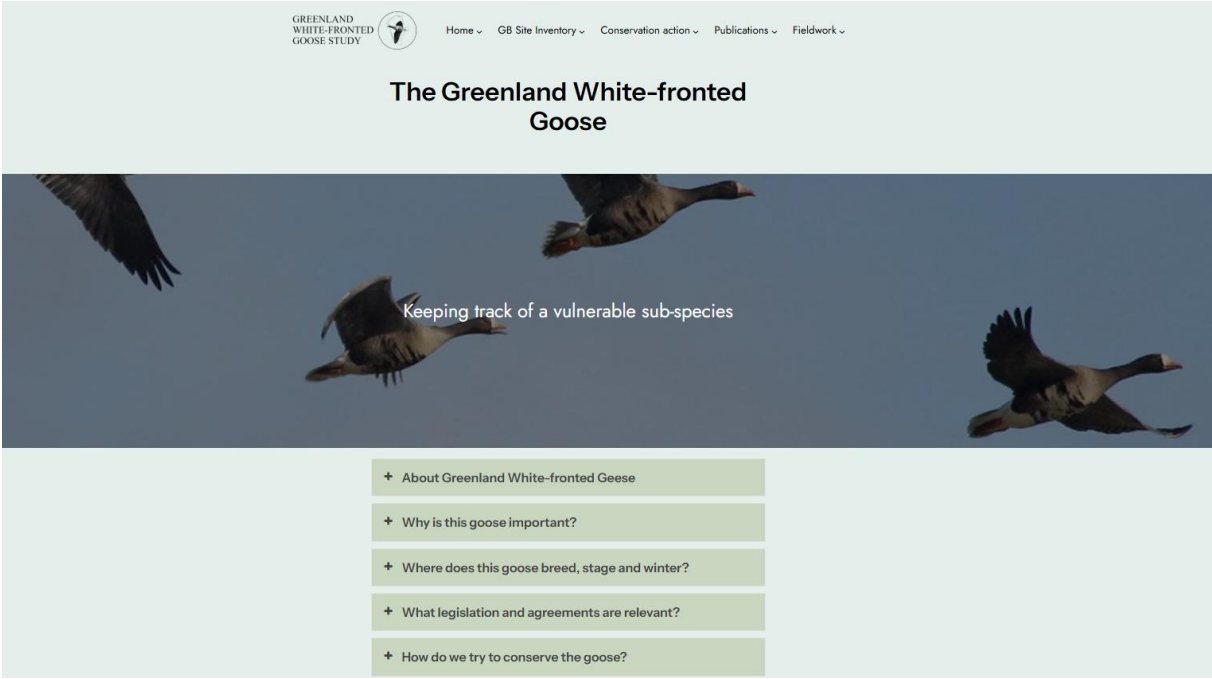 GREENLAND
WHITE-FRONTED
GOOSE STUDY
Home
GB Site Inventory
Conservation action
Publications
Fieldwork
The Greenland White-fronted
Goose
Keeping track of a vulnerable sub-species
+ About Greenland White-fronted Geese
+ Why is this goose important?
+ Where does this goose breed, stage and winter?
+ What legislation and agreements are relevant?
+ How do we try to conserve the goose?